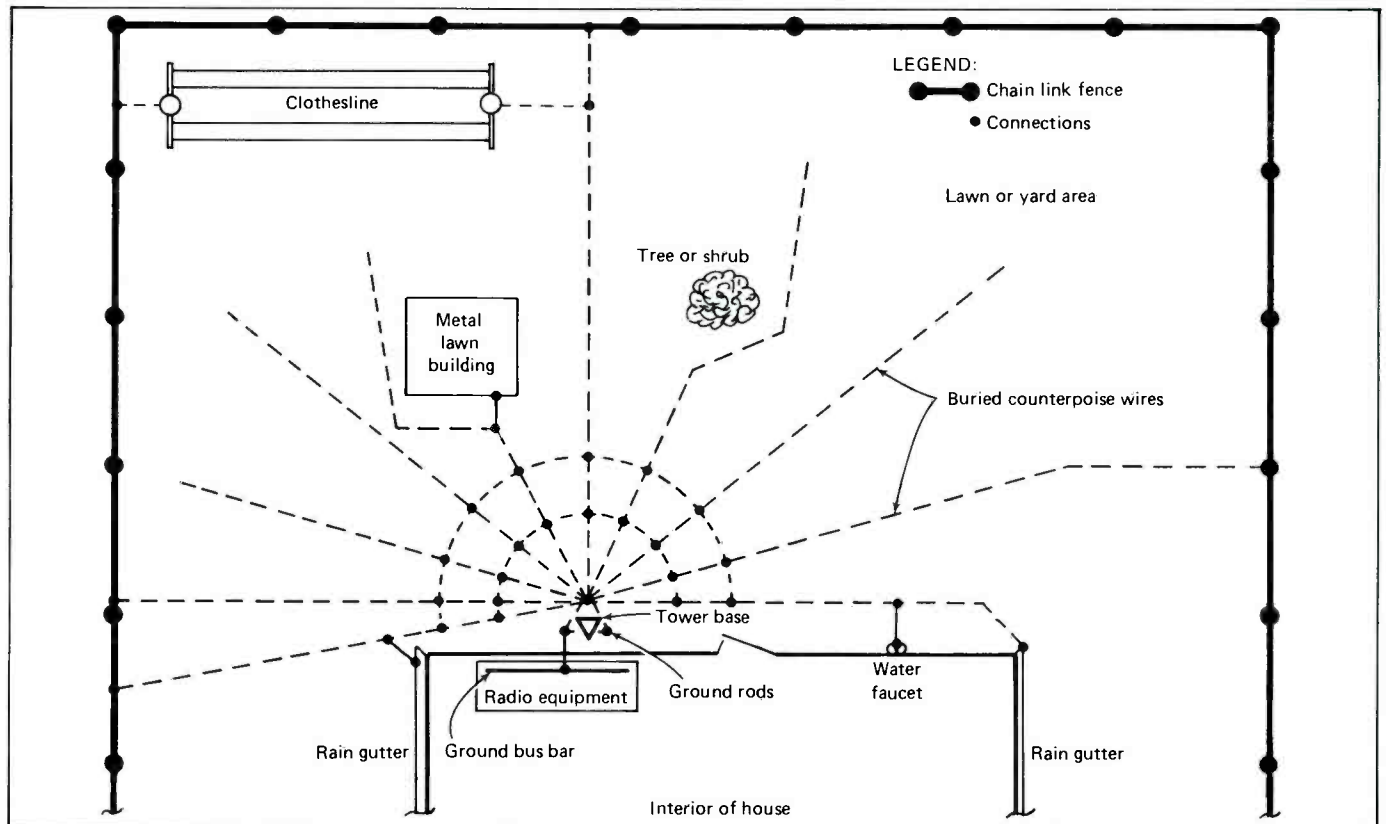 LEGEND:
Chain link fence
Connections
Clothesline
Lawn or yard area
Tree or shrub
Metal
lawn
building
Buried counterpoise wires
Tower base
Water
faucet
Radio equipment
Ground rods
Rain gutter
Ground bus bar
Rain gutter
Interior of house